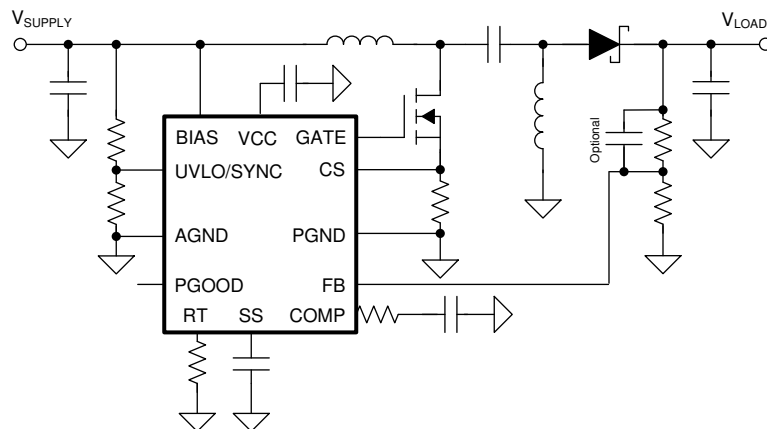 VSUPPLY
VLOAD
BIAS VCC GATE
UVLO/SYNC CS
AGND PGND
PGOOD FB
RT SS COMP
Optional